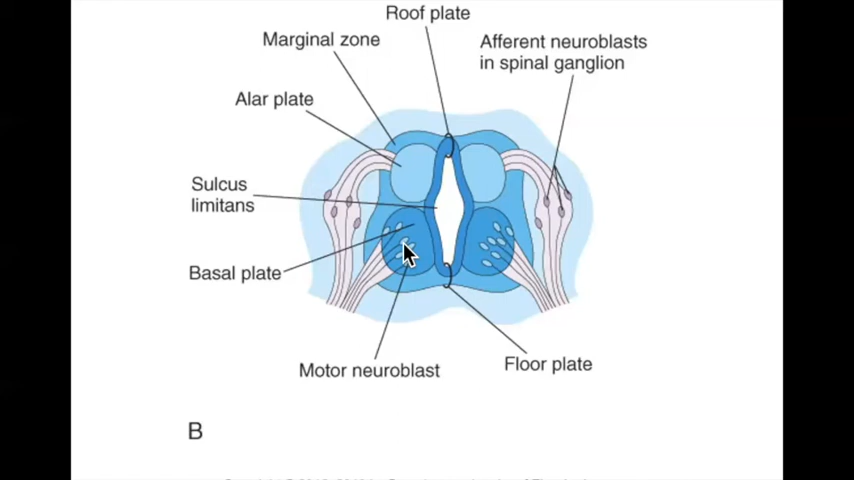 Roof plate
Marginal zone
Afferent neuroblasts
in spinal ganglion
Alar plate
Sulcus
limitans
Basal plate
Motor neuroblast
Floor plate
B